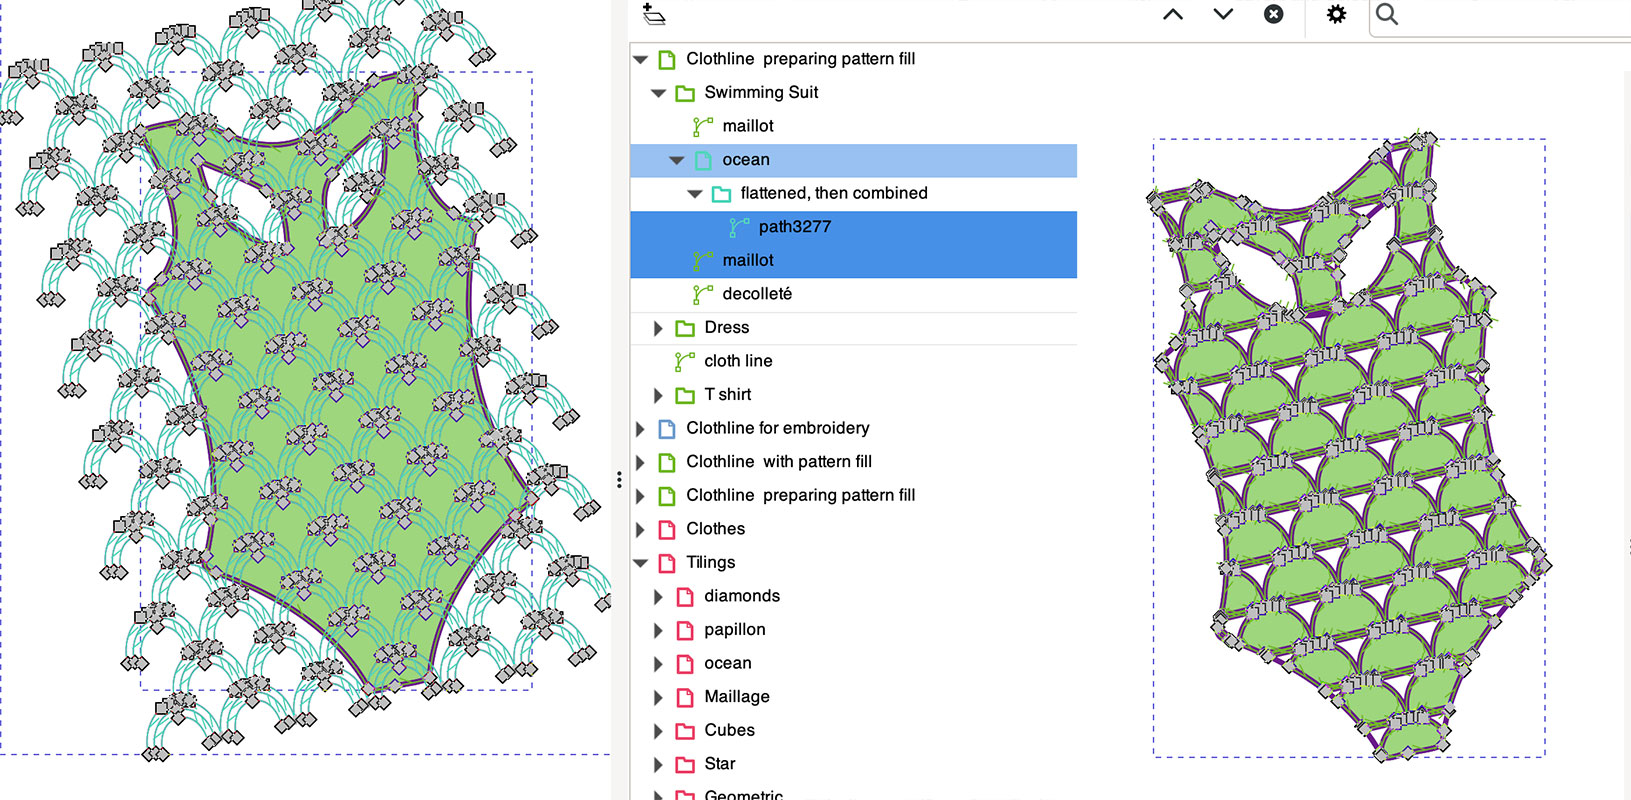 Clothline  preparing pattern fill
Swimming Suit
maillot
ocean
flattened, then combined
path3277
maillot
decolleté
Dress
cloth line
T shirt
Clothline for embroidery
Clothline  with pattern fill
Clothline  preparing pattern fill
Clothes
Tilings
diamonds
papillon
ocean
Maillage
Cubes
Star
Geometric